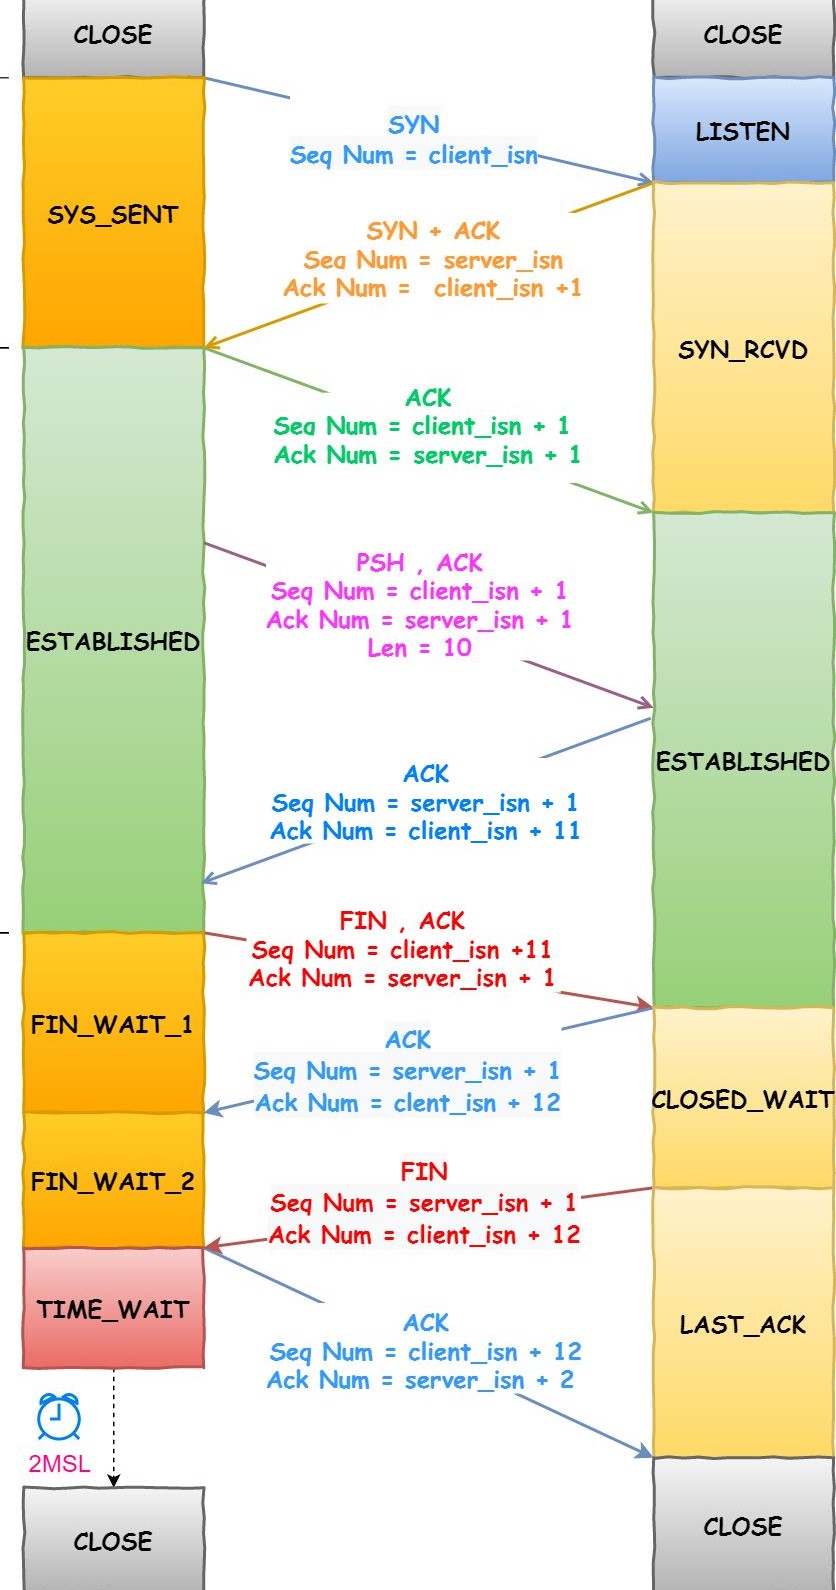 CLOSE
CLOSE
LISTEN
SYN
Seq Num = client_isn
SYS_SENT
SYN + ACK
Sea Num = server_isn
Ack Num =  client_isn +1
SYN_RCVD
ACK
Sea Num = client_isn + 1
Ack Num = server_isn + 1
PSH , ACK
Seq Num = client_isn + 1
Ack Num = server_isn + 1
Len = 10
ESTABLISHED
ESTABLISHED
ACK
Seq Num = server_isn + 1
Ack Num = client_isn + 11
FIN , ACK
Seq Num = client_isn +11
Ack Num = server_isn + 1
FIN_WAIT_1
ACK
Seq Num = server_isn + 1
Ack Num = clent_isn + 12
CLOSED_WAIT
FIN_WAIT_2
FIN
Seq Num = server_isn + 1
Ack Num = client_isn + 12
TIME_WAIT
ACK
Seq Num = client_isn + 12
Ack Num = server_isn + 2
LAST_ACK
2MSL
CLOSE
CLOSE